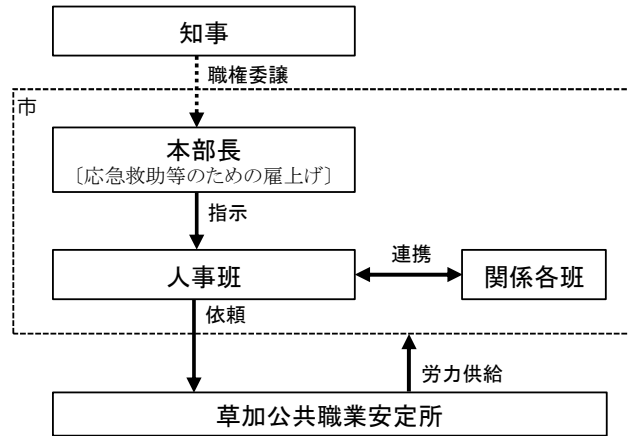 知事
職権委譲
市
本部長
〔応急救助等のための雇上げ〕
指示
人事班
連携
関係各班
依頼
労力供給
草加公共職業安定所